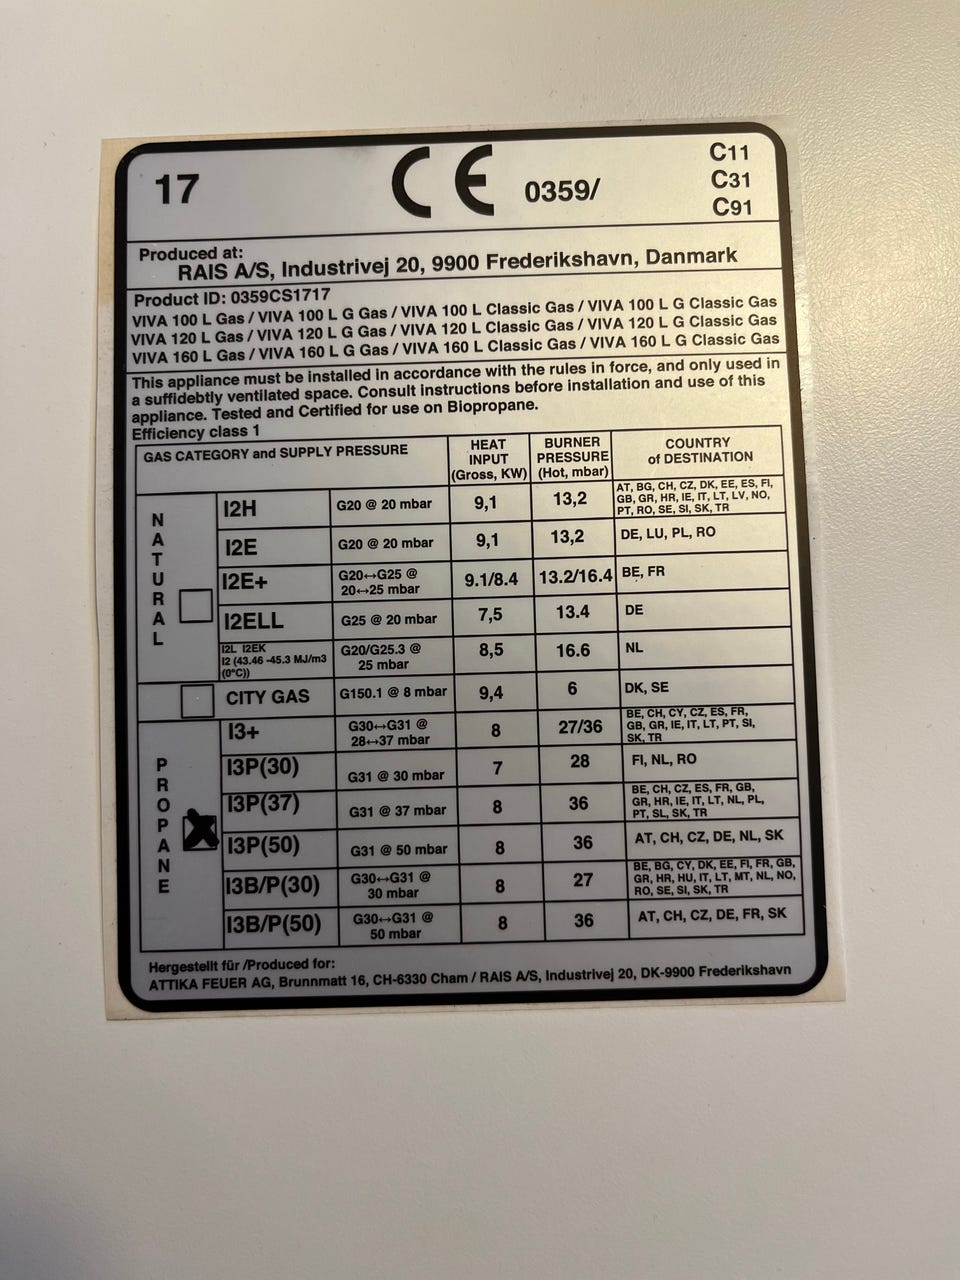 17
CE 0359/
C11
C31
C91
Produced at:
RAIS A/S, Industrivej 20, 9900 Frederikshavn, Danmark
Product ID: 0359CS1717
VIVA 100 L Gas / VIVA 100 L G Gas / VIVA 100 L Classic Gas / VIVA 100 L G Classic Gas
VIVA 120 L Gas / VIVA 120 L G Gas / VIVA 120 L Classic Gas / VIVA 120 L G Classic Gas
VIVA 160 L Gas / VIVA 160 L G Gas / VIVA 160 L Classic Gas / VIVA 160 L G Classic Gas
This appliance must be installed in accordance with the rules in force, and only used in
a suffidebtly ventilated space. Consult instructions before installation and use of this
appliance. Tested and Certified for use on Biopropane.
Efficiency class 1
GAS CATEGORY and SUPPLY PRESSURE
HEAT
INPUT
(Gross, KW)
BURNER
PRESSURE
(Hot, mbar)
COUNTRY
of DESTINATION
NATURAL
I2H
G20 @ 20 mbar
9,1
13,2
AT, BG, CH, CZ, DK, EE, ES, FI,
GB, GR, HR, IE, IT, LT, LV, NO,
PT, RO, SE, SI, SK, TR
I2E
G20 @ 20 mbar
9,1
13,2
DE, LU, PL, RO
I2E+
G20↔G25 @
20↔25 mbar
9.1/8.4
13.2/16.4
BE, FR
I2ELL
G25 @ 20 mbar
7,5
13.4
DE
I2L I2EK
I2 (43.46 -45.3 MJ/m3
(0°C))
G20/G25.3 @
25 mbar
8,5
16.6
NL
CITY GAS
G150.1 @ 8 mbar
9,4
6
DK, SE
PROPANE
X
I3+
G30↔G31 @
28↔37 mbar
8
27/36
BE, CH, CY, CZ, ES, FR,
GB, GR, IE, IT, LT, PT, SI,
SK, TR
I3P(30)
G31 @ 30 mbar
7
28
FI, NL, RO
I3P(37)
G31 @ 37 mbar
8
36
BE, CH, CZ, ES, FR, GB,
GR, HR, IE, IT, LT, NL, PL,
PT, SL, SK, TR
I3P(50)
G31 @ 50 mbar
8
36
AT, CH, CZ, DE, NL, SK
I3B/P(30)
G30↔G31 @
30 mbar
8
27
BE, BG, CY, DK, EE, FI, FR, GB,
GR, HR, HU, IT, LT, MT, NL, NO,
RO, SE, SI, SK, TR
I3B/P(50)
G30↔G31 @
50 mbar
8
36
AT, CH, CZ, DE, FR, SK
Hergestellt für /Produced for:
ATTIKA FEUER AG, Brunnmatt 16, CH-6330 Cham / RAIS A/S, Industrivej 20, DK-9900 Frederikshavn